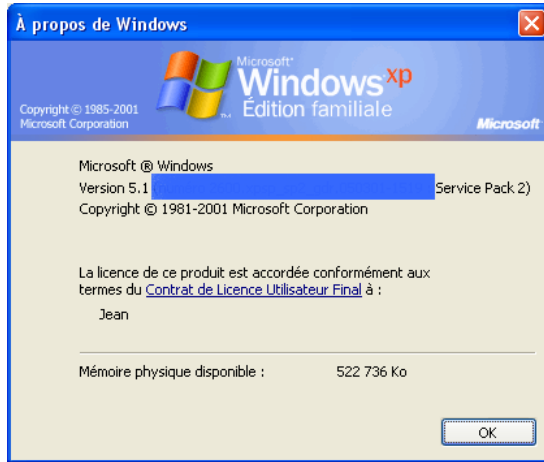 À propos de Windows
Microsoft®
Windows xp
Édition familiale
Copyright © 1985-2001
Microsoft Corporation
Microsoft
Microsoft ® Windows
Version 5.1 Service Pack 2)
Copyright © 1981-2001 Microsoft Corporation
La licence de ce produit est accordée conformément aux
termes du Contrat de Licence Utilisateur Final à :
Jean
Mémoire physique disponible : 522 736 Ko
OK